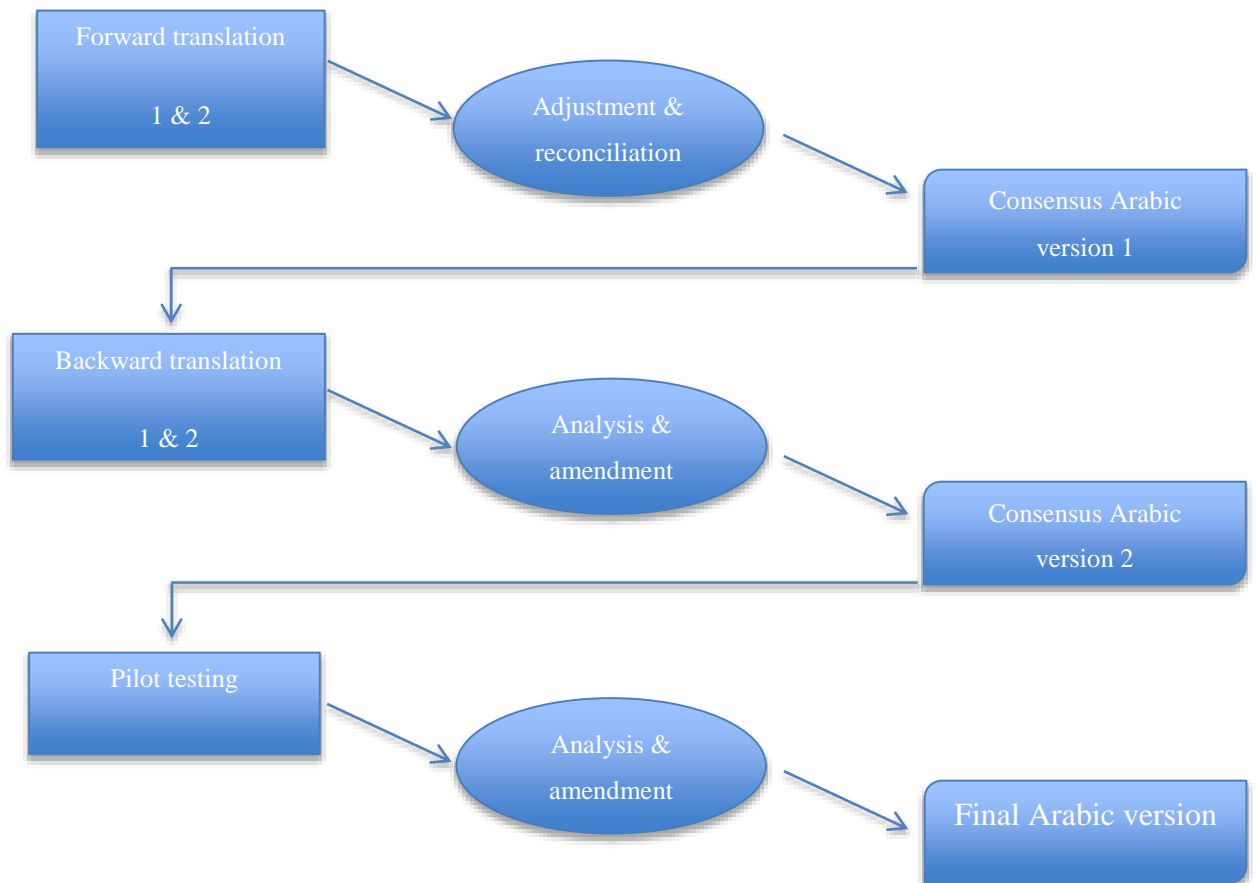 Forward translation
1 & 2
Adjustment &
reconciliation
Consensus Arabic
version 1
Backward translation
1 & 2
Analysis &
amendment
Consensus Arabic
version 2
Pilot testing
Analysis &
amendment
Final Arabic version